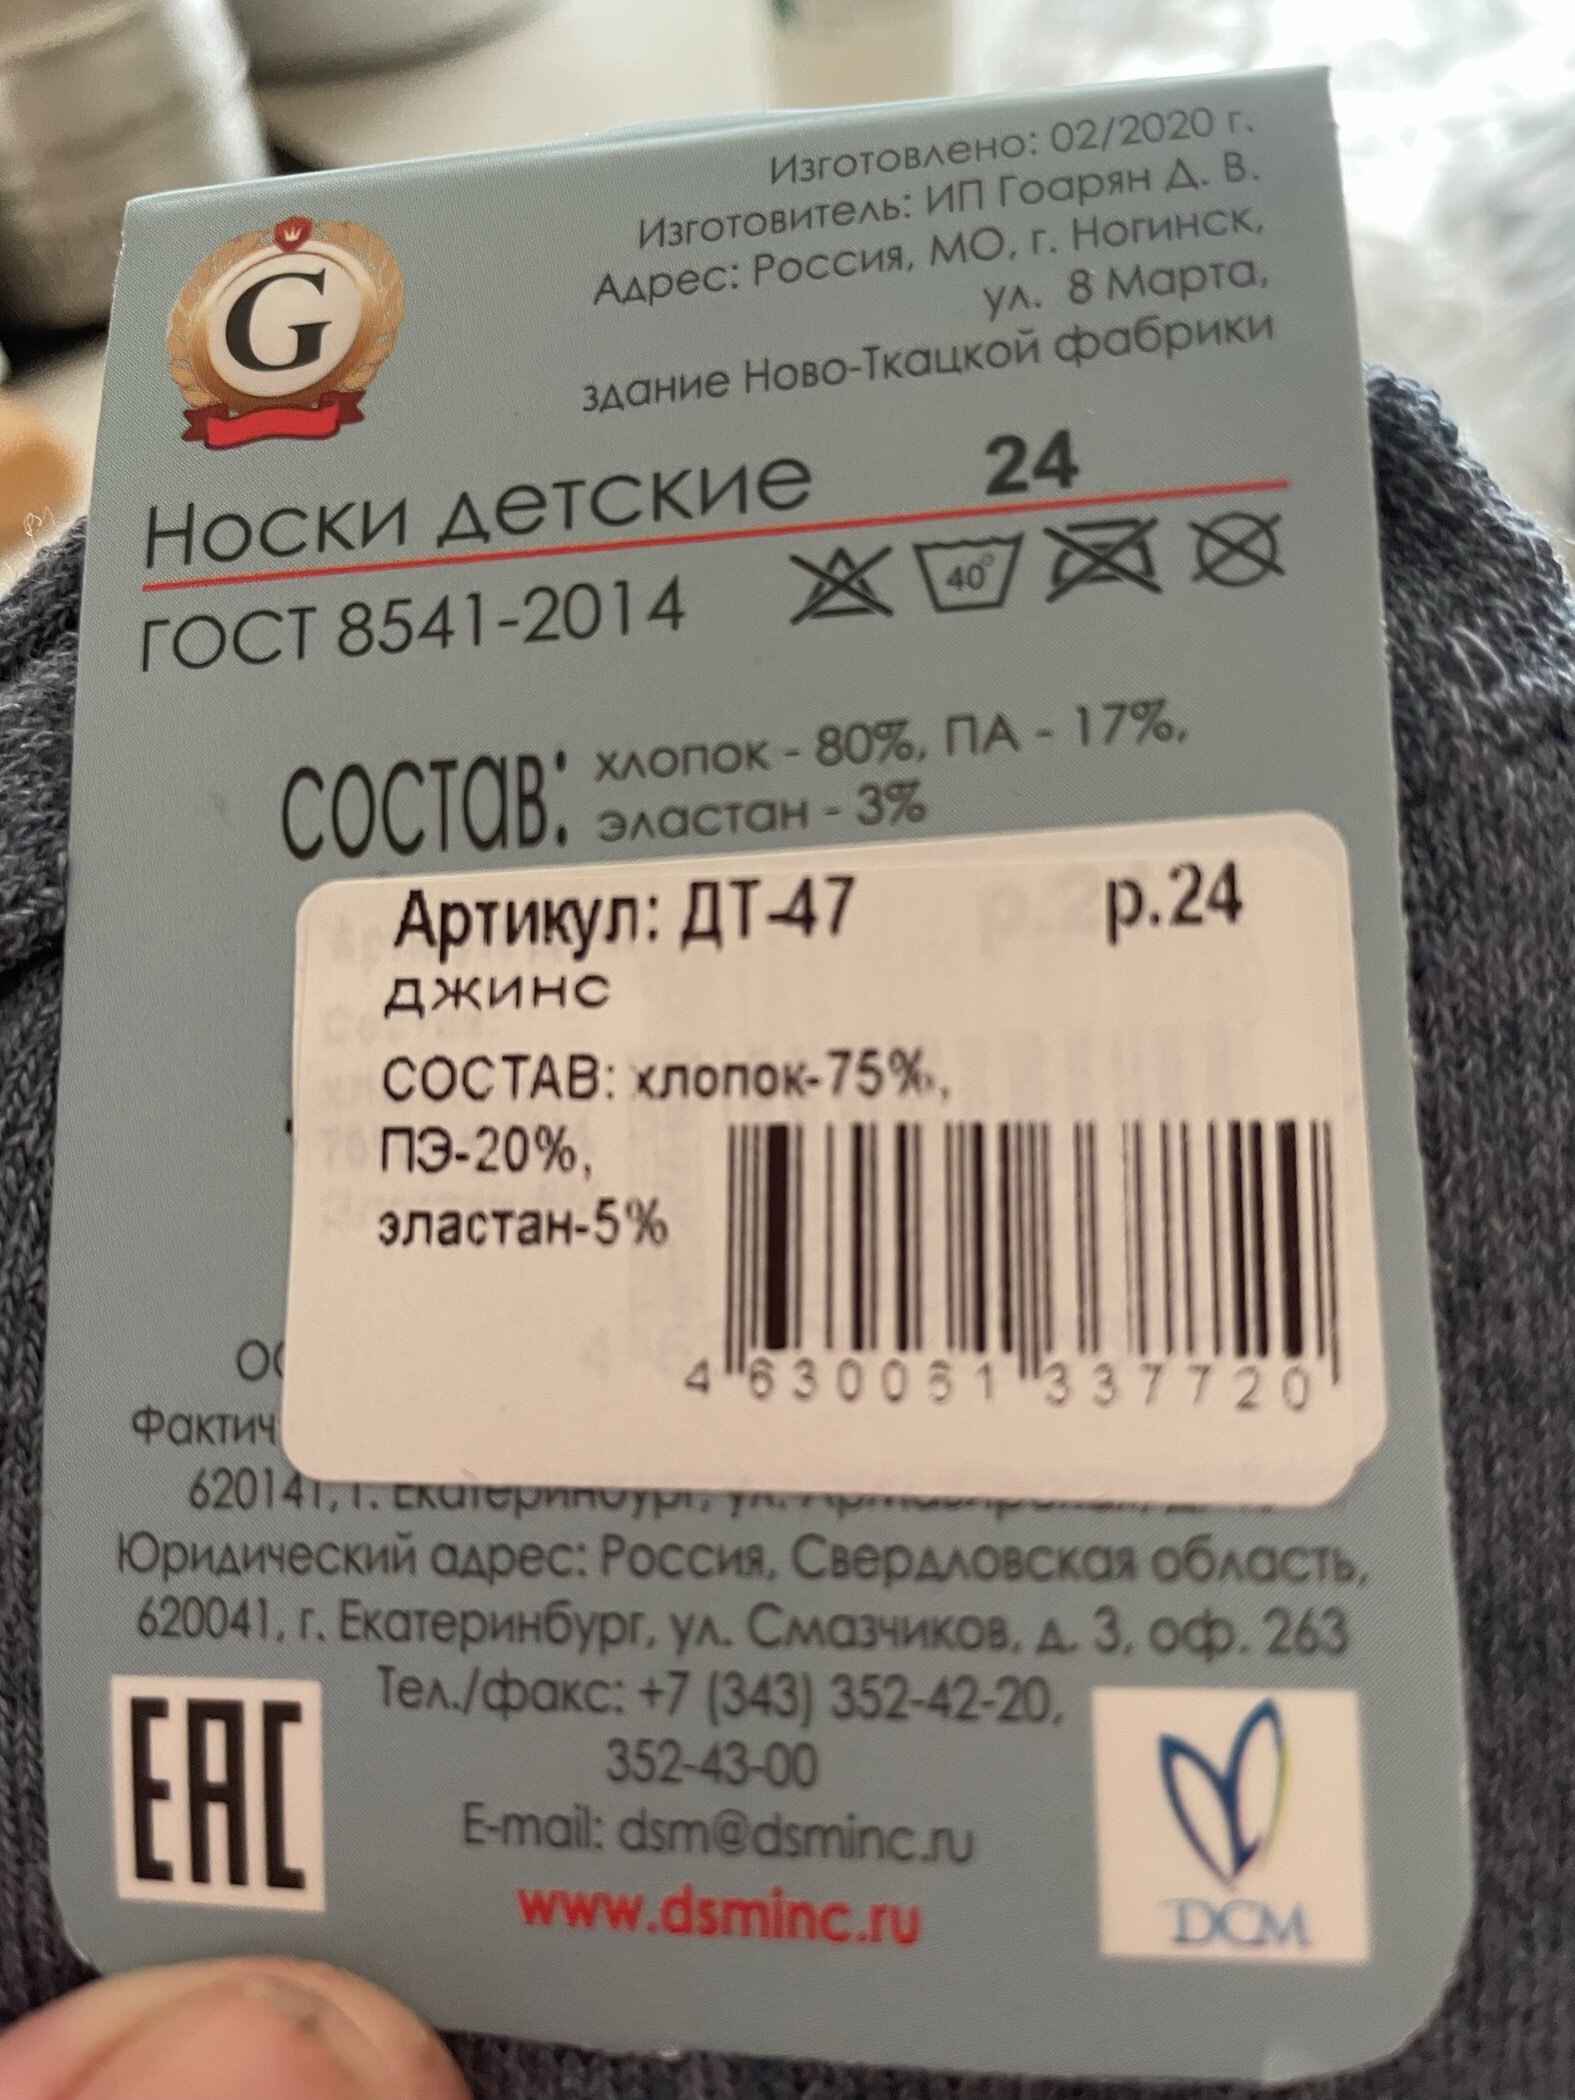 Изготовлено: 02/2020 г.
Изготовитель: ИП Гоарян Д. В.
Адрес: Россия, МО, г. Ногинск,
ул. 8 Марта,
здание Ново-Ткацкой фабрики
G
Носки детские 24
ГОСТ 8541-2014
40°
СОСТАВ: хлопок - 80%, ПА - 17%,
эластан - 3%
Артикул: ДТ-47 р.24
джинс
СОСТАВ: хлопок-75%,
ПЭ-20%,
эластан-5%
4 630061 337720
Фактич
620141, г. Екатеринбург, ул.
Юридический адрес: Россия, Свердловская область,
620041, г. Екатеринбург, ул. Смазчиков, д. 3, оф. 263
Тел./факс: +7 (343) 352-42-20,
352-43-00
E-mail: dsm@dsminc.ru
www.dsminc.ru
EAC
DCM